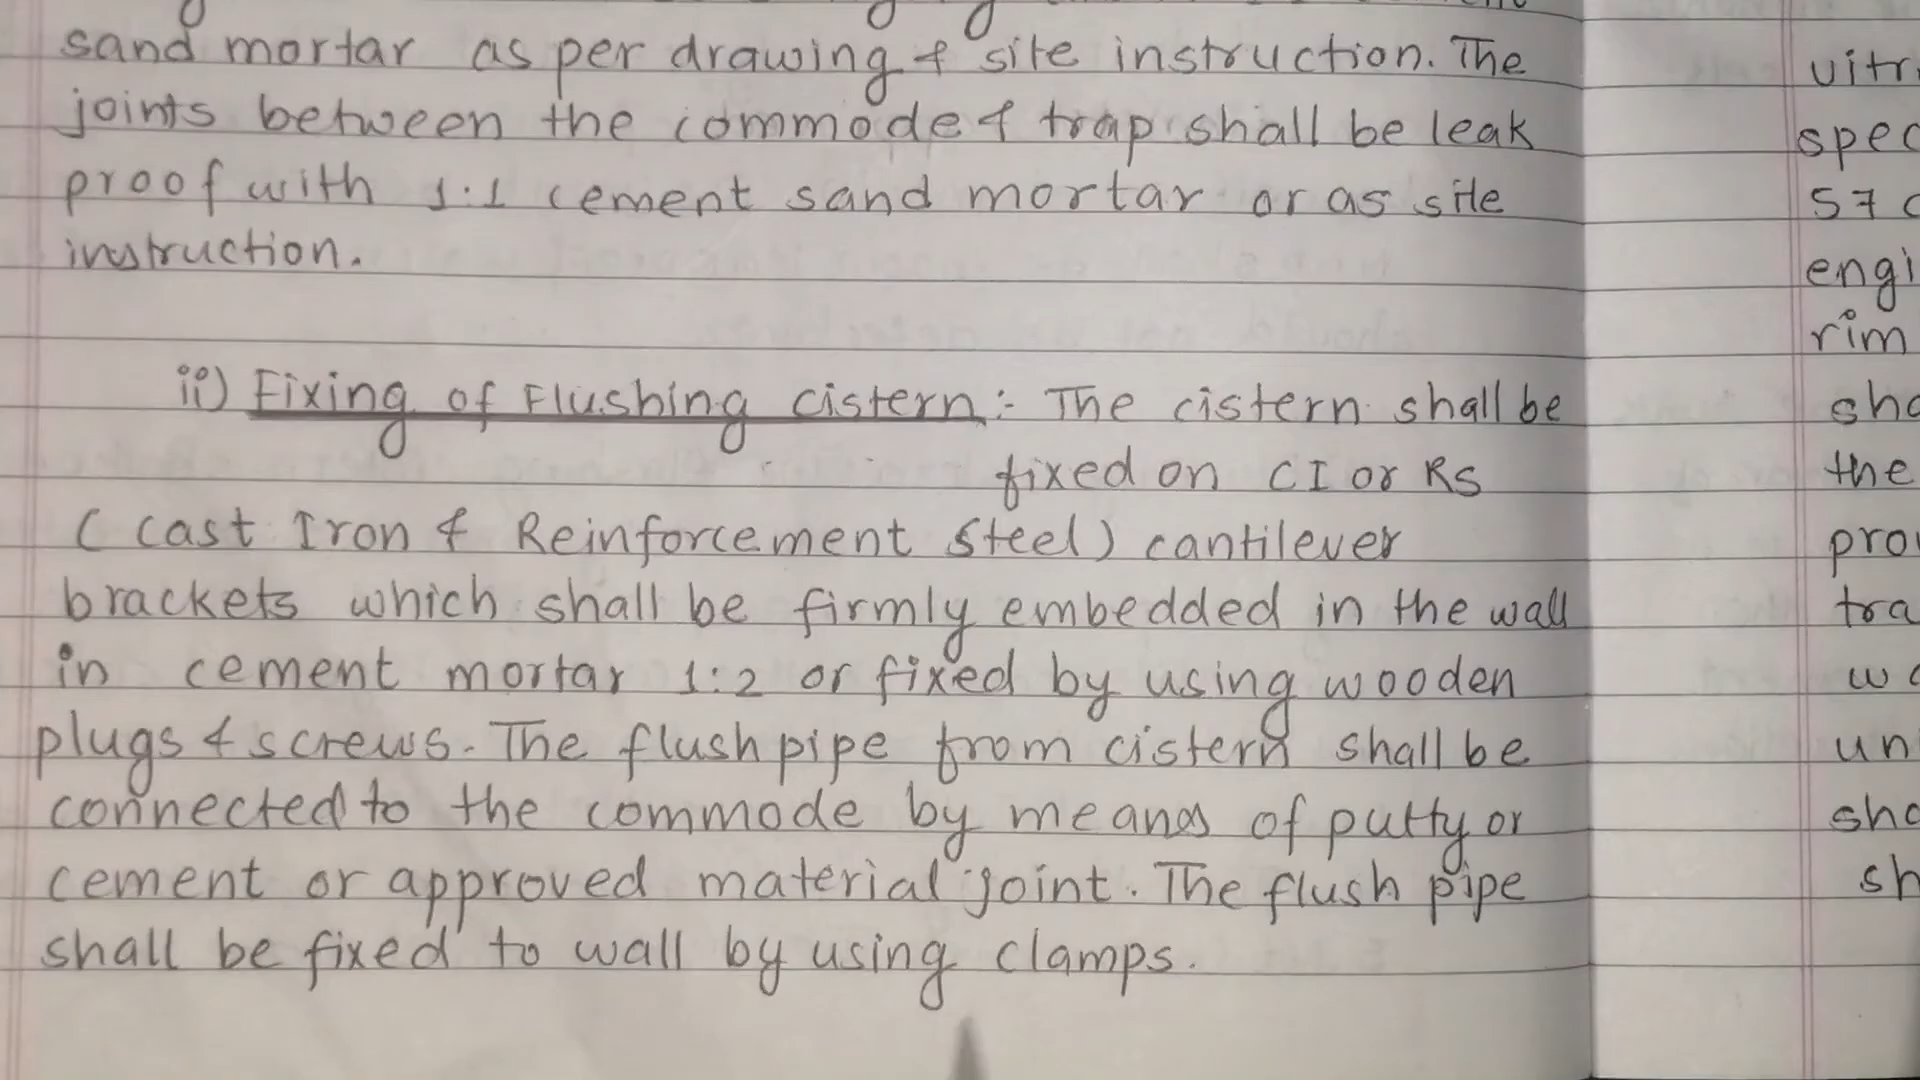 sand mortar as per drawing & site instruction. The
joints between the commode & trap shall be leak
proof with 1:1 cement sand mortar or as site
instruction.
ii) Fixing of Flushing cistern:- The cistern shall be
fixed on CI or RS
( cast Iron & Reinforcement Steel) cantilever
brackets which shall be firmly embedded in the wall
in cement mortar 1:2 or fixed by using wooden
plugs & screws. The flush pipe from cistern shall be
connected to the commode by means of putty or
cement or approved material joint. The flush pipe
shall be fixed to wall by using clamps.
57
rim
the